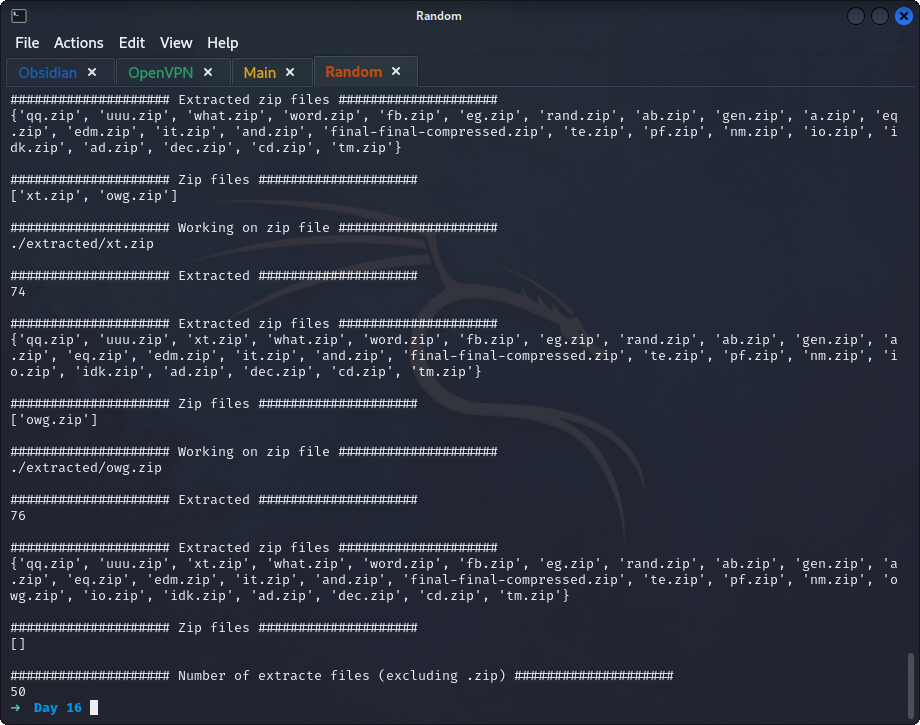 Random
File Actions Edit View Help
Obsidian × OpenVPN × Main × Random ×
#################### Extracted zip files ####################
{'qq.zip', 'uuu.zip', 'what.zip', 'word.zip', 'fb.zip', 'eg.zip', 'rand.zip', 'ab.zip', 'gen.zip', 'a.zip', 'eq
.zip', 'edm.zip', 'it.zip', 'and.zip', 'final-final-compressed.zip', 'te.zip', 'pf.zip', 'nm.zip', 'io.zip', 'i
dk.zip', 'ad.zip', 'dec.zip', 'cd.zip', 'tm.zip'}
#################### Zip files ####################
['xt.zip', 'owg.zip']
#################### Working on zip file ####################
./extracted/xt.zip
#################### Extracted ####################
74
#################### Extracted zip files ####################
{'qq.zip', 'uuu.zip', 'xt.zip', 'what.zip', 'word.zip', 'fb.zip', 'eg.zip', 'rand.zip', 'ab.zip', 'gen.zip', 'a
.zip', 'eq.zip', 'edm.zip', 'it.zip', 'and.zip', 'final-final-compressed.zip', 'te.zip', 'pf.zip', 'nm.zip', 'i
o.zip', 'idk.zip', 'ad.zip', 'dec.zip', 'cd.zip', 'tm.zip'}
#################### Zip files ####################
['owg.zip']
#################### Working on zip file ####################
./extracted/owg.zip
#################### Extracted ####################
76
#################### Extracted zip files ####################
{'qq.zip', 'uuu.zip', 'xt.zip', 'what.zip', 'word.zip', 'fb.zip', 'eg.zip', 'rand.zip', 'ab.zip', 'gen.zip', 'a
.zip', 'eq.zip', 'edm.zip', 'it.zip', 'and.zip', 'final-final-compressed.zip', 'te.zip', 'pf.zip', 'nm.zip', 'o
wg.zip', 'io.zip', 'idk.zip', 'ad.zip', 'dec.zip', 'cd.zip', 'tm.zip'}
#################### Zip files ####################
[]
#################### Number of extracte files (excluding .zip) ####################
50
→ Day 16